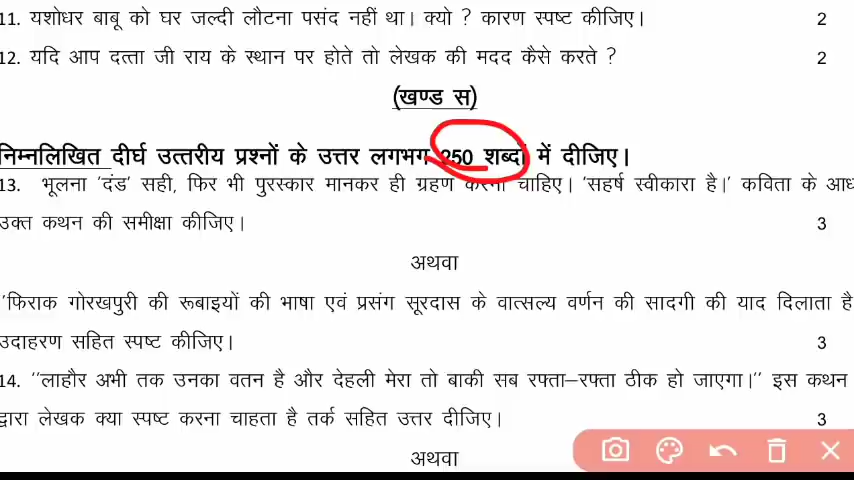 11. यशोधर बाबू को घर जल्दी लौटना पसंद नहीं था। क्यो ? कारण स्पष्ट कीजिए। 2
12. यदि आप दत्ता जी राय के स्थान पर होते तो लेखक की मदद कैसे करते ? 2
(खण्ड स)
निम्नलिखित दीर्घ उत्तरीय प्रश्नों के उत्तर लगभग 250 शब्दों में दीजिए।
13. भूलना 'दंड' सही, फिर भी पुरस्कार मानकर ही ग्रहण करना चाहिए। 'सहर्ष स्वीकारा है।' कविता के आध
उक्त कथन की समीक्षा कीजिए। 3
अथवा
'फिराक गोरखपुरी की रूबाइयों की भाषा एवं प्रसंग सूरदास के वात्सल्य वर्णन की सादगी की याद दिलाता है
उदाहरण सहित स्पष्ट कीजिए। 3
14. ''लाहौर अभी तक उनका वतन है और देहली मेरा तो बाकी सब रफ्ता–रफ्ता ठीक हो जाएगा।'' इस कथन
द्वारा लेखक क्या स्पष्ट करना चाहता है तर्क सहित उत्तर दीजिए। 3
अथवा